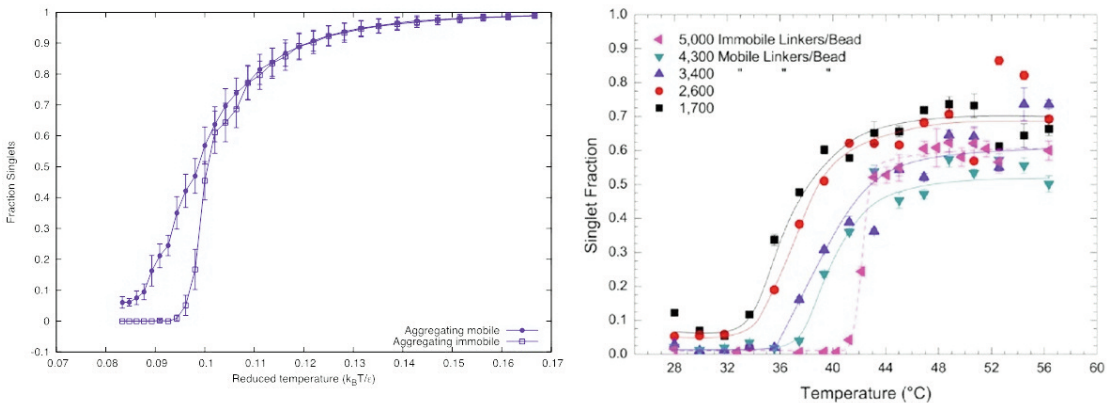 1
0.9
0.8
0.7
0.6
0.5
0.4
0.3
0.2
0.1
0
-0.1
Fraction Singlets
0.07 0.08 0.09 0.1 0.11 0.12 0.13 0.14 0.15 0.16 0.17
Reduced temperature (kBT/ε)
Aggregating mobile
Aggregating immobile
1.0
0.9
0.8
0.7
0.6
0.5
0.4
0.3
0.2
0.1
0.0
Singlet Fraction
5,000 Immobile Linkers/Bead
4,300 Mobile Linkers/Bead
3,400 " " "
2,600
1,700
28 32 36 40 44 48 52 56 60
Temperature (°C)